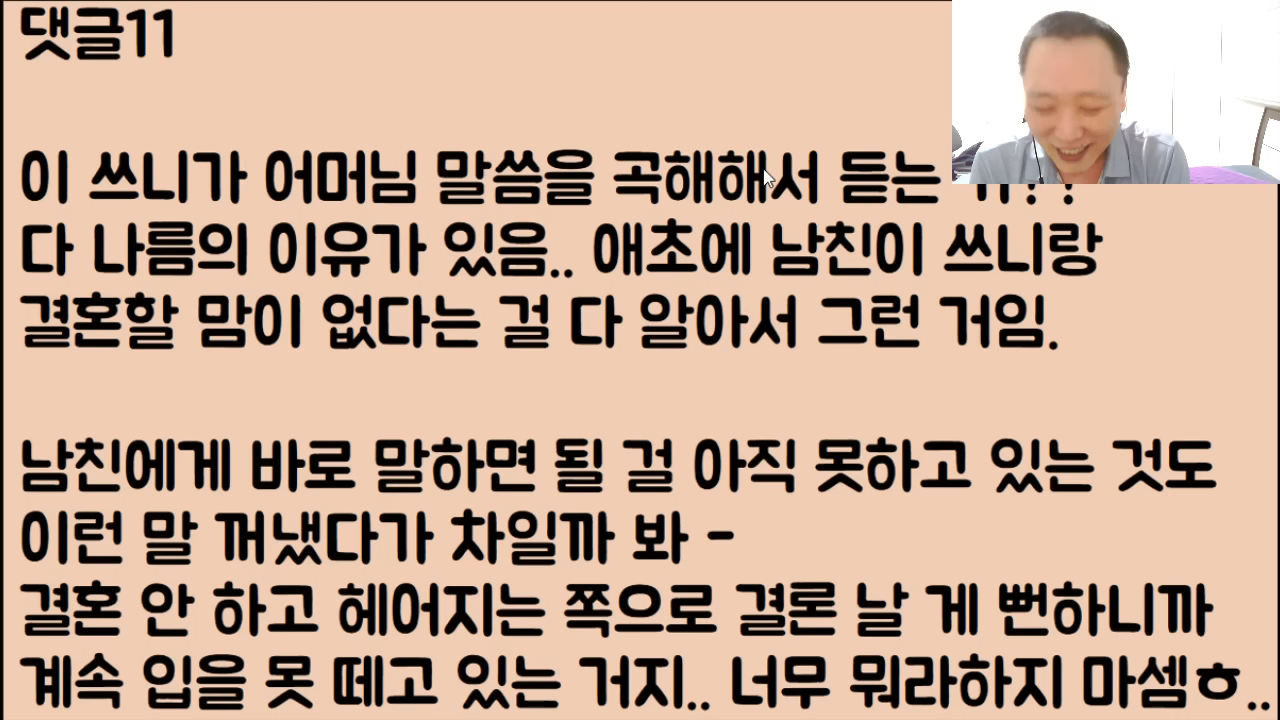 댓글11
이 쓰니가 어머님 말씀을 곡해해서 듣는
다 나름의 이유가 있음.. 애초에 남친이 쓰니랑
결혼할 맘이 없다는 걸 다 알아서 그런 거임.
남친에게 바로 말하면 될 걸 아직 못하고 있는 것도
이런 말 꺼냈다가 차일까 봐 -
결혼 안 하고 헤어지는 쪽으로 결론 날 게 뻔하니까
계속 입을 못 떼고 있는 거지.. 너무 뭐라하지 마셈ㅎ..